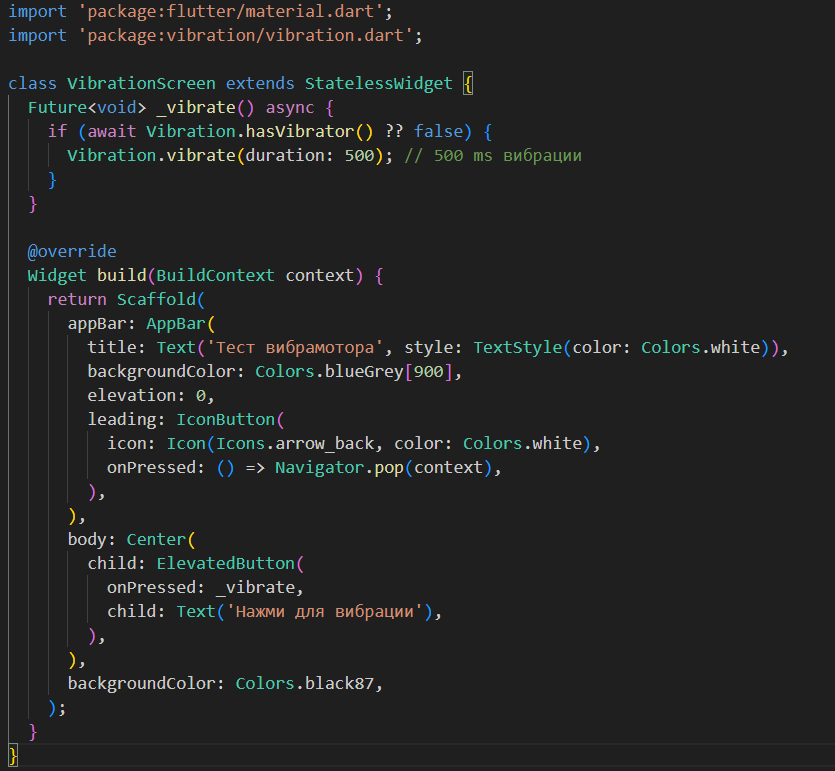 import 'package:flutter/material.dart';
import 'package:vibration/vibration.dart';

class VibrationScreen extends StatelessWidget {
  Future<void> _vibrate() async {
    if (await Vibration.hasVibrator() ?? false) {
      Vibration.vibrate(duration: 500); // 500 ms вибрации
    }
  }

  @override
  Widget build(BuildContext context) {
    return Scaffold(
      appBar: AppBar(
        title: Text('Тест вибрамотора', style: TextStyle(color: Colors.white)),
        backgroundColor: Colors.blueGrey[900],
        elevation: 0,
        leading: IconButton(
          icon: Icon(Icons.arrow_back, color: Colors.white),
          onPressed: () => Navigator.pop(context),
        ),
      ),
      body: Center(
        child: ElevatedButton(
          onPressed: _vibrate,
          child: Text('Нажми для вибрации'),
        ),
      ),
      backgroundColor: Colors.black87,
    );
  }
}